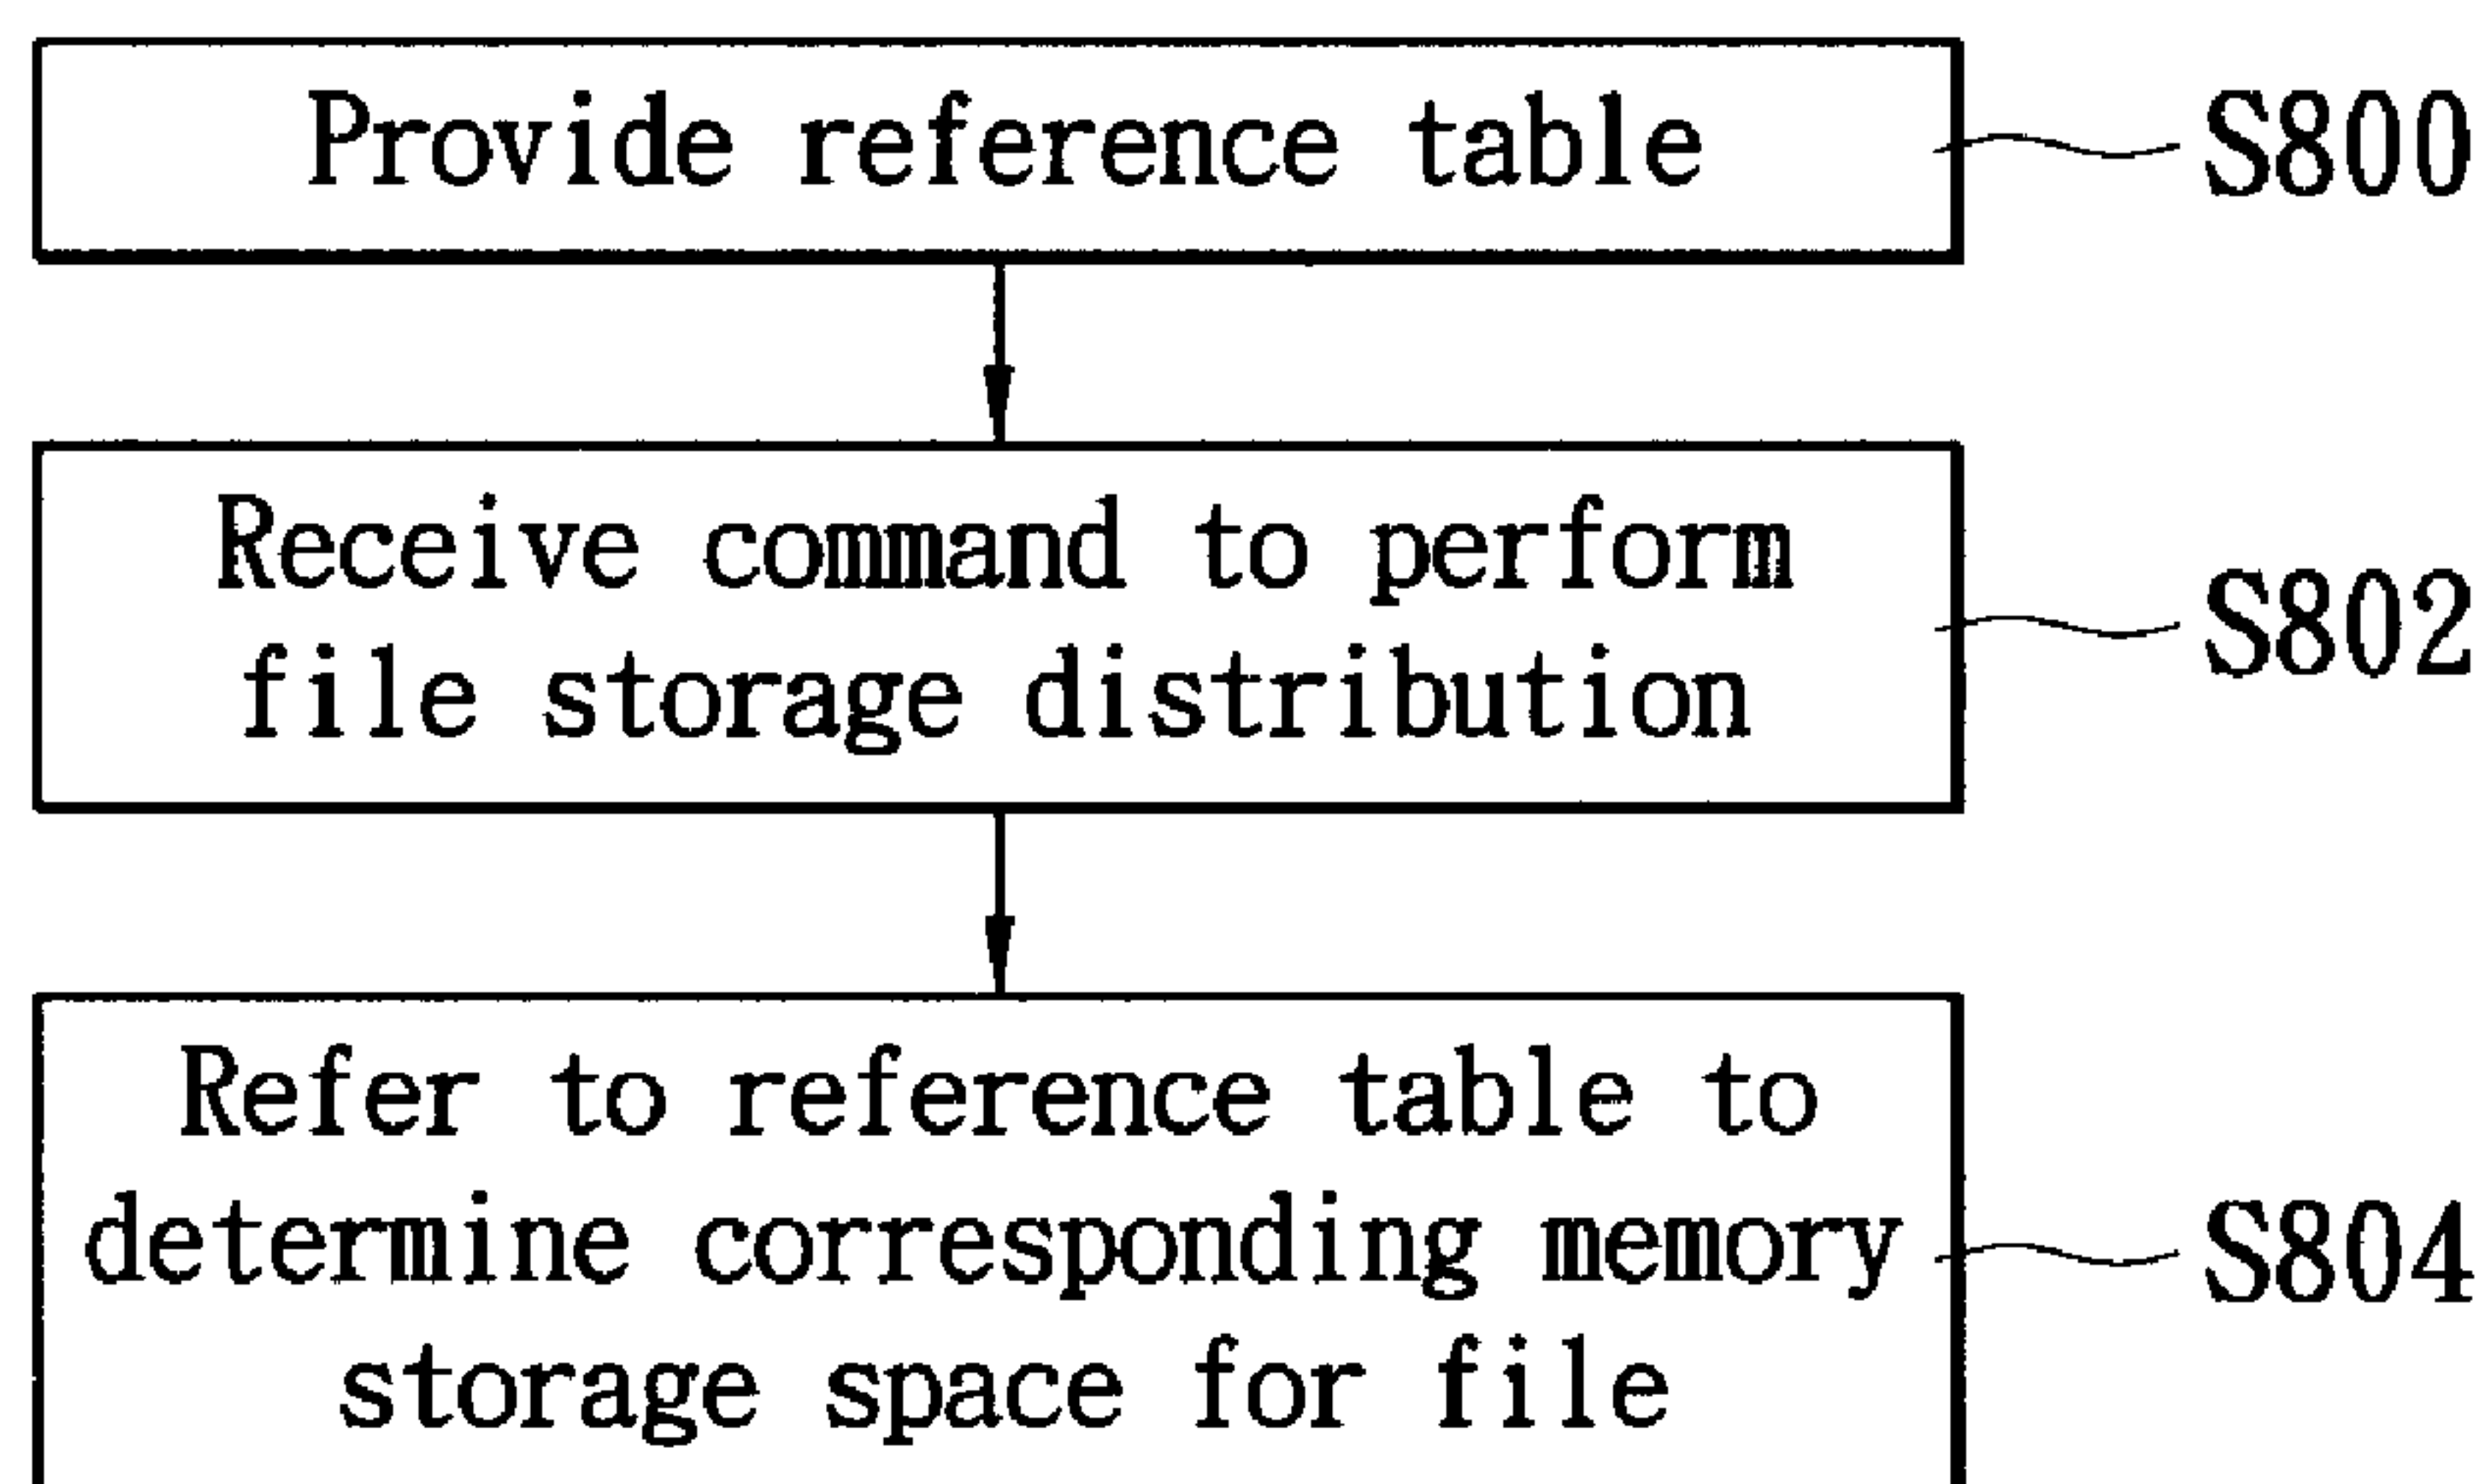 Provide reference table
S800
Receive command to perform
file storage distribution
S802
Refer to reference table to
determine corresponding memory
storage space for file
S804